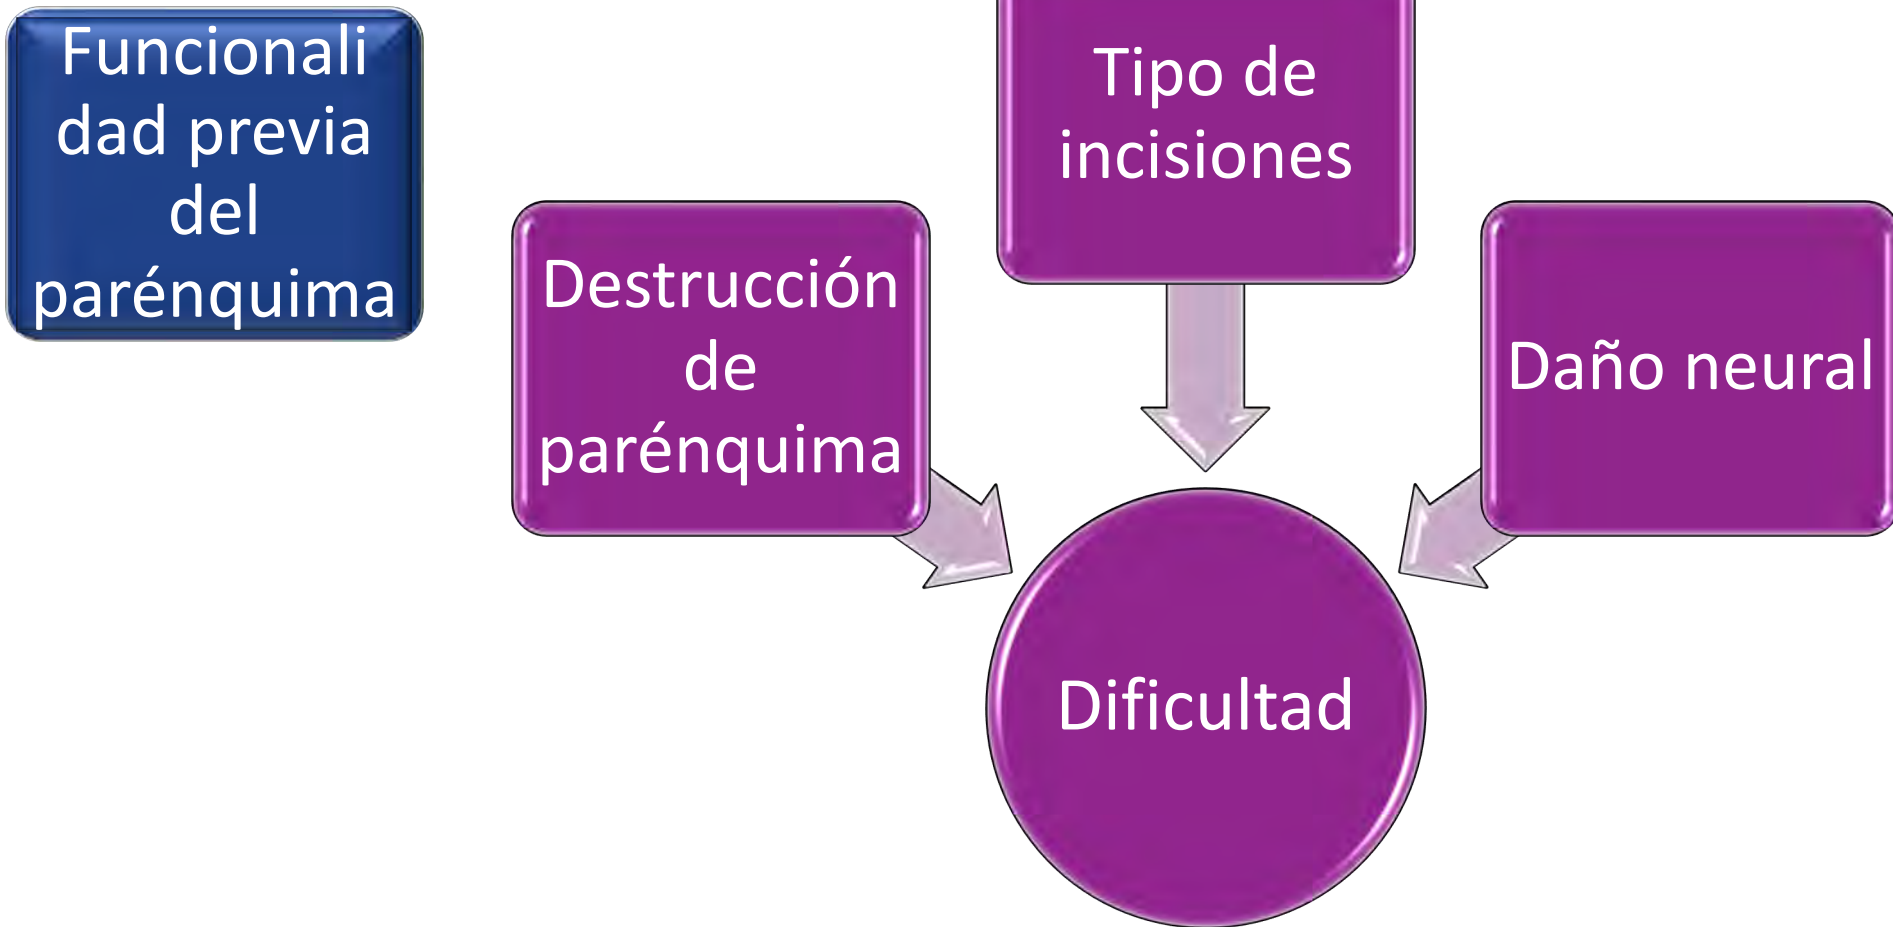 Funcionali
dad previa
del
parénquima
Tipo de
incisiones
Destrucción
de
parénquima
Daño neural
Dificultad